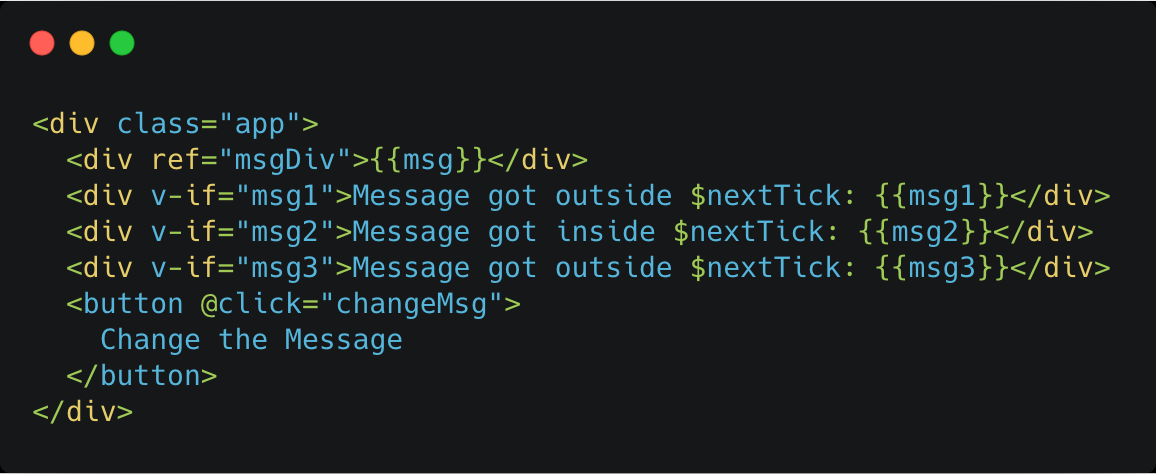 <div class="app">
  <div ref="msgDiv">{{msg}}</div>
  <div v-if="msg1">Message got outside $nextTick: {{msg1}}</div>
  <div v-if="msg2">Message got inside $nextTick: {{msg2}}</div>
  <div v-if="msg3">Message got outside $nextTick: {{msg3}}</div>
  <button @click="changeMsg">
    Change the Message
  </button>
</div>